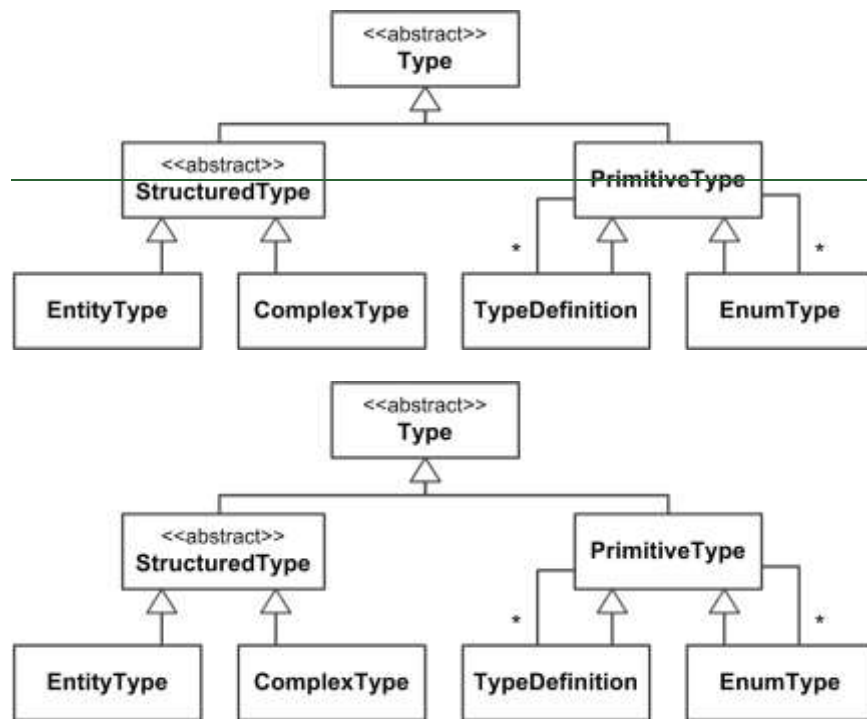 <<abstract>>
Type
<<abstract>>
StructuredType
PrimitiveType
* *
EntityType ComplexType TypeDefinition EnumType
<<abstract>>
Type
<<abstract>>
StructuredType
PrimitiveType
* *
EntityType ComplexType TypeDefinition EnumType